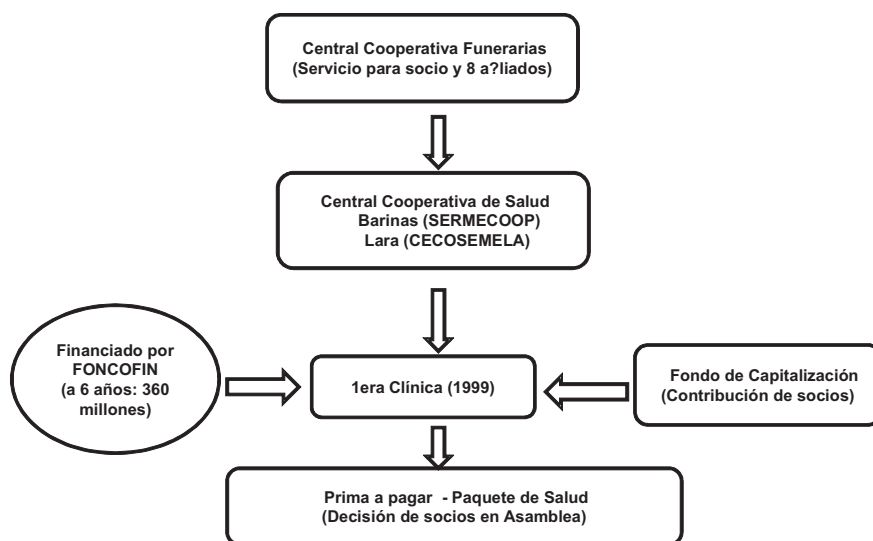 Central Cooperativa Funerarias
(Servicio para socio y 8 a?liados)
Central Cooperativa de Salud
Barinas (SERMECOOP)
Lara (CECOSEMELA)
Financiado por
FONCOFIN
(a 6 años: 360
millones)
1era Clínica (1999)
Fondo de Capitalización
(Contribución de socios)
Prima a pagar - Paquete de Salud
(Decisión de socios en Asamblea)